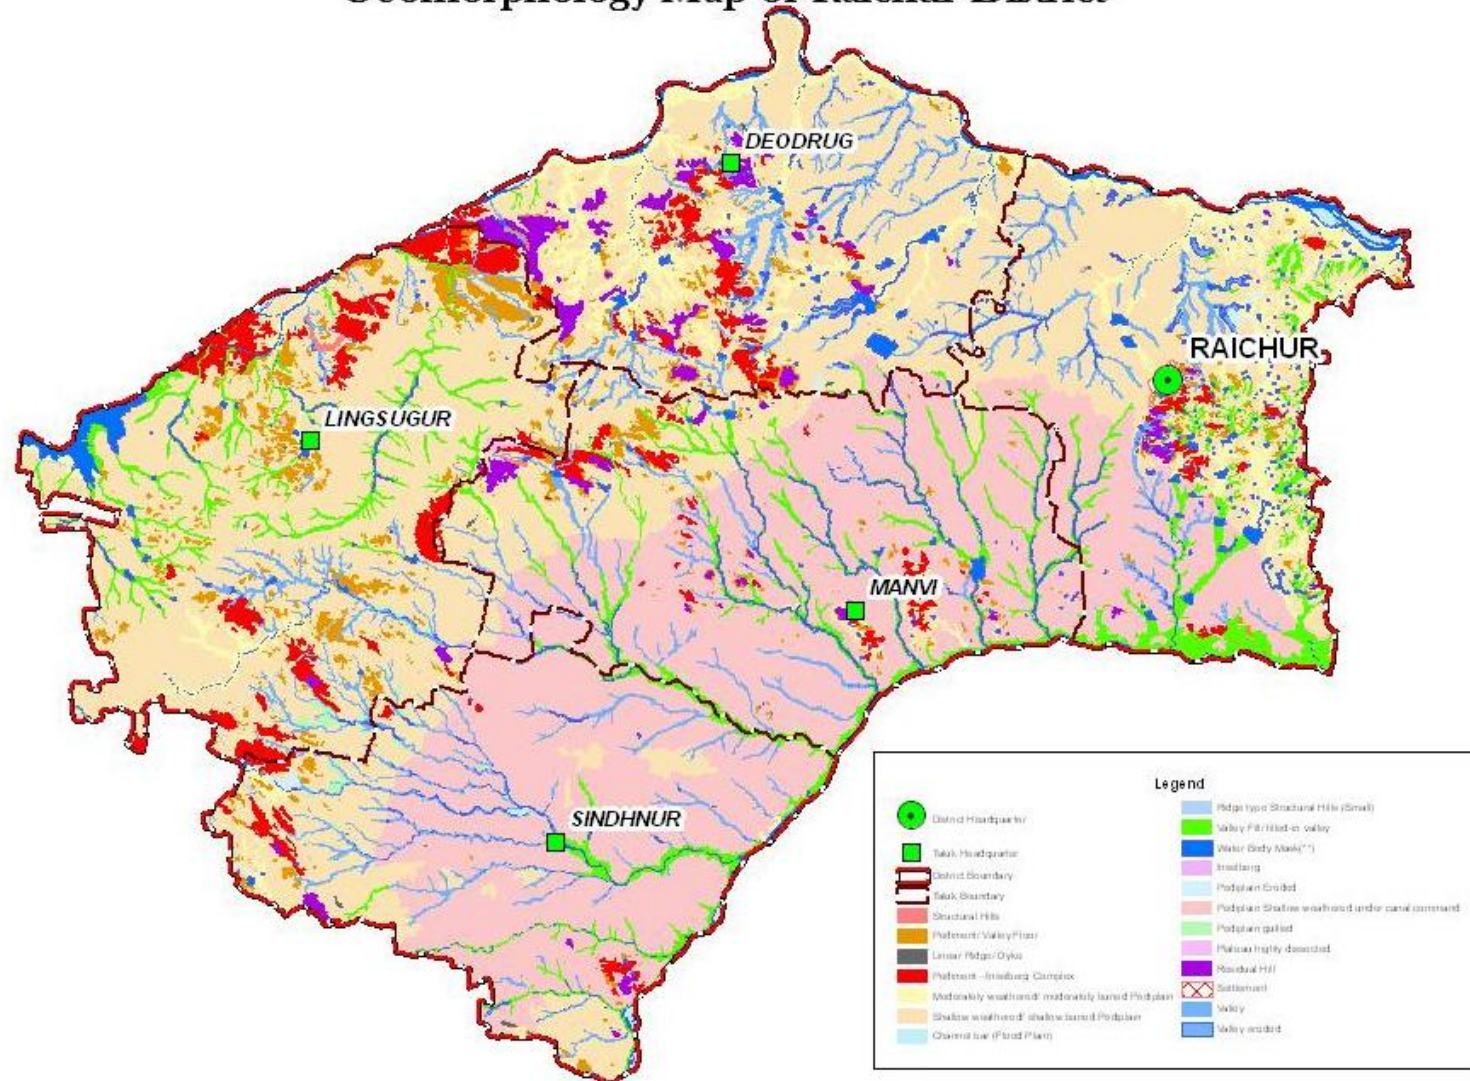 Geomorphology Map of Raichur District
DEODRUG
RAICHUR
LINGSUGUR
MANVI
SINDHNUR
Legend
District Headquarter
Taluk Headquarter
District Boundary
Taluk Boundary
Structural Hills
Pediment/ Valley Floor
Linear Ridge/ Dyke
Pediment - Inselberg Complex
Moderately weathered/ moderately buried Pediplain
Shallow weathered/ shallow buried Pediplain
Channel bar (Flood Plain)
Ridge type Structural Hills (Small)
Valley Fill/ filled-in valley
Water Body Mask(**)
Inselberg
Pediplain Eroded
Pediplain Shallow weathered under canal command
Pediplain gullied
Plateau highly dissected
Residual Hill
Settlement
Valley
Valley eroded